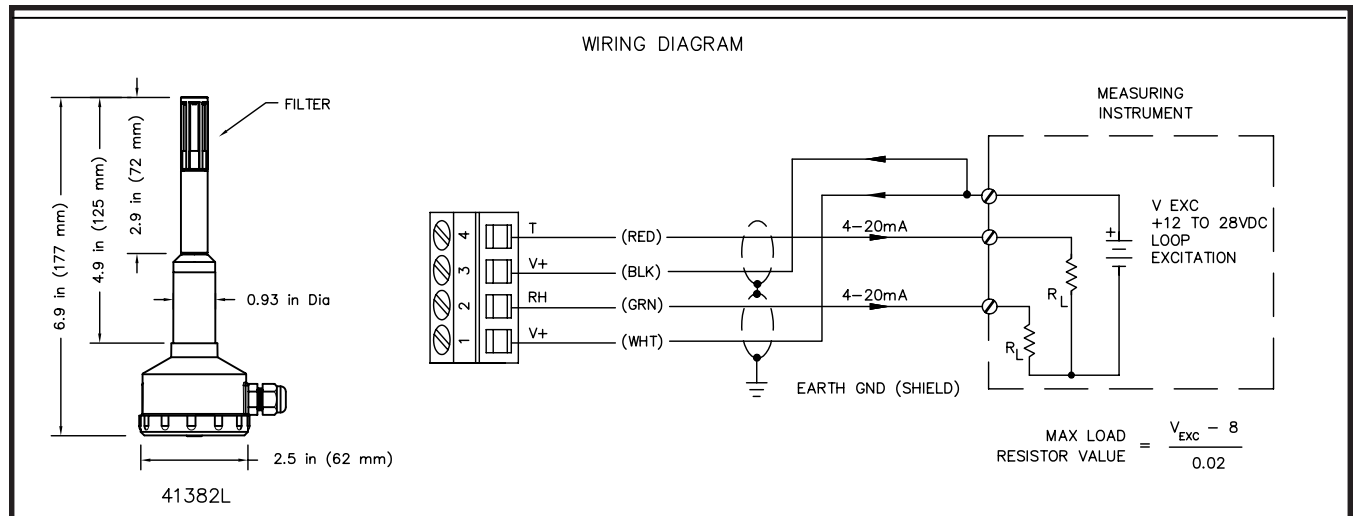 WIRING DIAGRAM
FILTER
6.9 in (177 mm)
4.9 in (125 mm)
2.9 in (72 mm)
0.93 in Dia
2.5 in (62 mm)
41382L
4
3
2
1
T
V+
RH
V+
(RED)
(BLK)
(GRN)
(WHT)
4-20mA
4-20mA
EARTH GND (SHIELD)
MEASURING
INSTRUMENT
+
V EXC
+12 TO 28VDC
LOOP
EXCITATION
RL
RL
MAX LOAD
RESISTOR VALUE
=
VEXC - 8
0.02